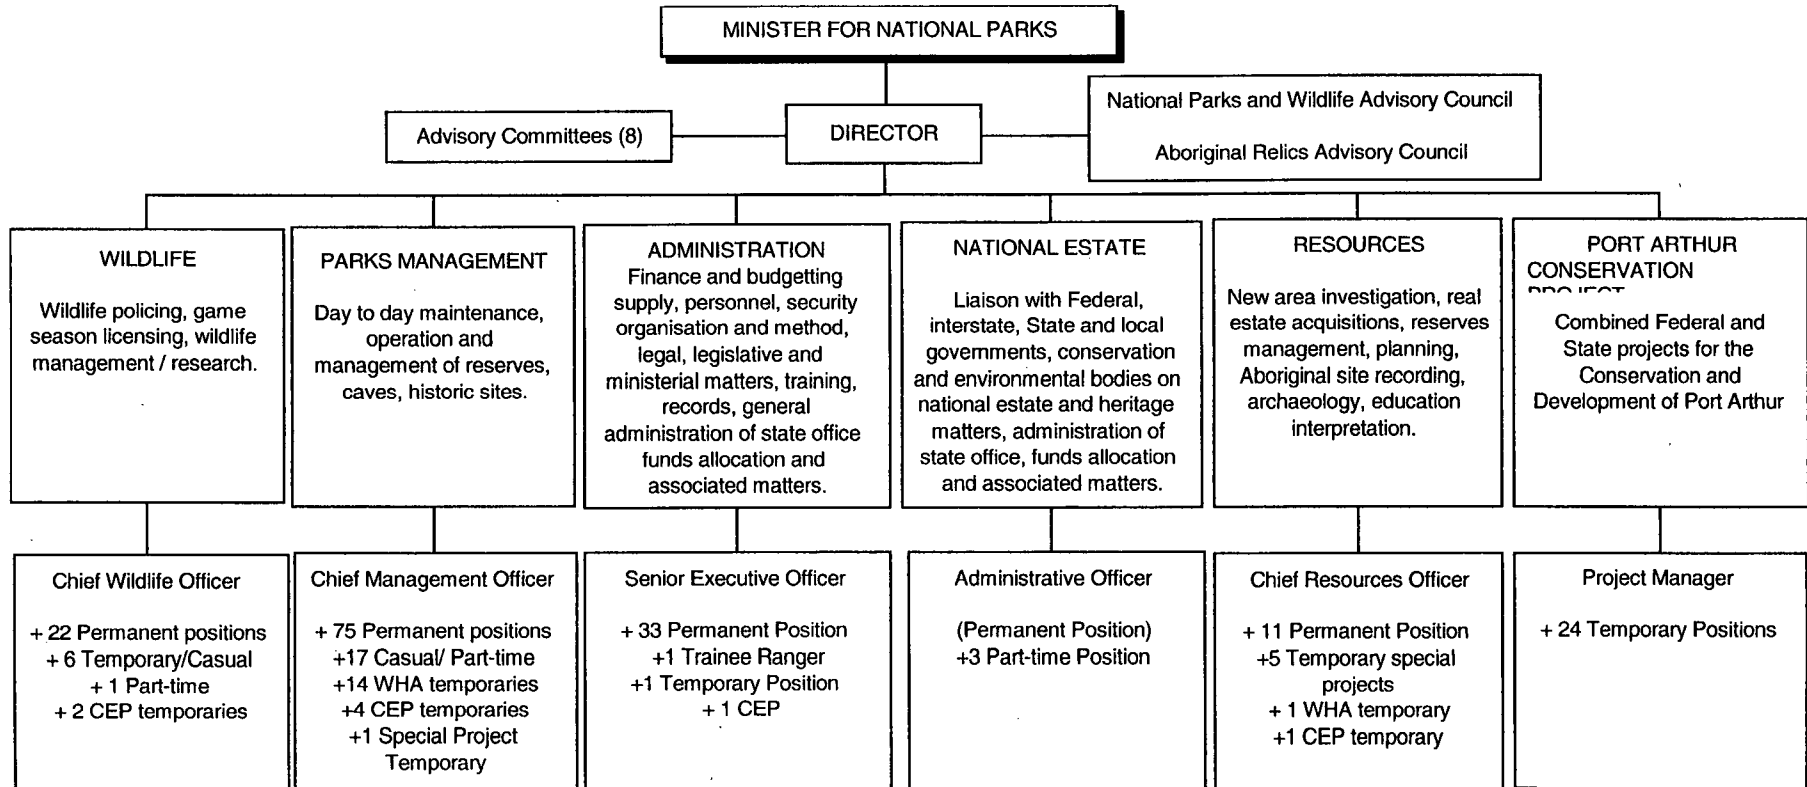 MINISTER FOR NATIONAL PARKS
Advisory Committees (8)
DIRECTOR
National Parks and Wildlife Advisory Council
Aboriginal Relics Advisory Council
WILDLIFE
Wildlife policing, game
season licensing, wildlife
management / research.
PARKS MANAGEMENT
Day to day maintenance,
operation and
management of reserves,
caves, historic sites.
ADMINISTRATION
Finance and budgetting
supply, personnel, security
organisation and method,
legal, legislative and
ministerial matters, training,
records, general
administration of state office
funds allocation and
associated matters.
NATIONAL ESTATE
Liaison with Federal,
interstate, State and local
governments, conservation
and environmental bodies on
national estate and heritage
matters, administration of
state office, funds allocation
and associated matters.
RESOURCES
New area investigation, real
estate acquisitions, reserves
management, planning,
Aboriginal site recording,
archaeology, education
interpretation.
PORT ARTHUR
CONSERVATION
PROJECT
Combined Federal and
State projects for the
Conservation and
Development of Port Arthur
Chief Wildlife Officer
+ 22 Permanent positions
+ 6 Temporary/Casual
+ 1 Part-time
+ 2 CEP temporaries
Chief Management Officer
+ 75 Permanent positions
+17 Casual/ Part-time
+14 WHA temporaries
+4 CEP temporaries
+1 Special Project
Temporary
Senior Executive Officer
+ 33 Permanent Position
+1 Trainee Ranger
+1 Temporary Position
+ 1 CEP
Administrative Officer
(Permanent Position)
+3 Part-time Position
Chief Resources Officer
+ 11 Permanent Position
+5 Temporary special
projects
+ 1 WHA temporary
+1 CEP temporary
Project Manager
+ 24 Temporary Positions